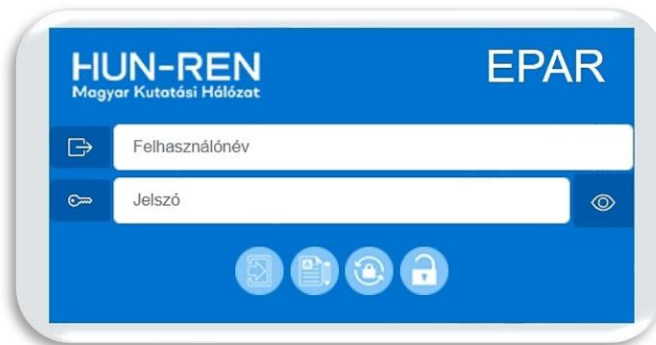 HUN-REN
Magyar Kutatási Hálózat
EPAR
Felhasználónév
Jelszó